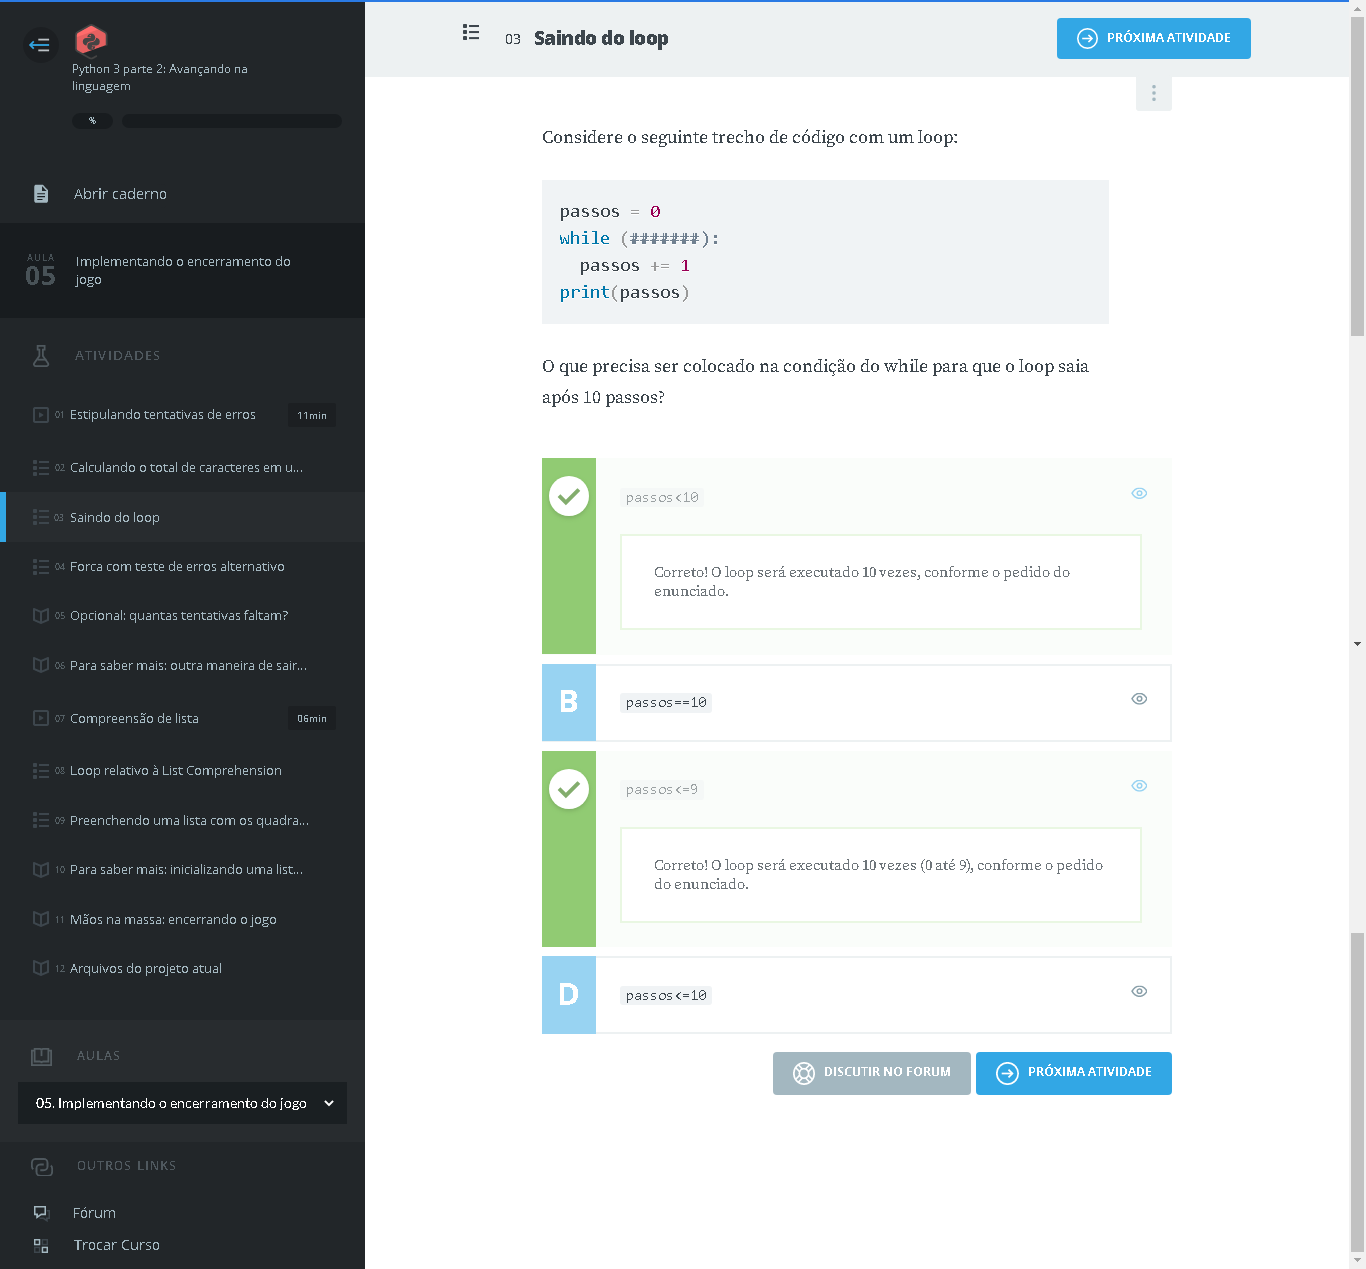 Python 3 parte 2: Avançando na
linguagem
%
Abrir caderno
AULA
05
Implementando o encerramento do
jogo
ATIVIDADES
01 Estipulando tentativas de erros 11min
02 Calculando o total de caracteres em u...
03 Saindo do loop
04 Forca com teste de erros alternativo
05 Opcional: quantas tentativas faltam?
06 Para saber mais: outra maneira de sair...
07 Compreensão de lista 06min
08 Loop relativo à List Comprehension
09 Preenchendo uma lista com os quadra...
10 Para saber mais: inicializando uma list...
11 Mãos na massa: encerrando o jogo
12 Arquivos do projeto atual
AULAS
05. Implementando o encerramento do jogo
OUTROS LINKS
Fórum
Trocar Curso
03 Saindo do loop
PRÓXIMA ATIVIDADE
Considere o seguinte trecho de código com um loop:
passos = 0
while (#######):
passos += 1
print(passos)
O que precisa ser colocado na condição do while para que o loop saia
após 10 passos?
passos<10
Correto! O loop será executado 10 vezes, conforme o pedido do
enunciado.
B passos==10
passos<=9
Correto! O loop será executado 10 vezes (0 até 9), conforme o pedido
do enunciado.
D passos<=10
DISCUTIR NO FORUM PRÓXIMA ATIVIDADE